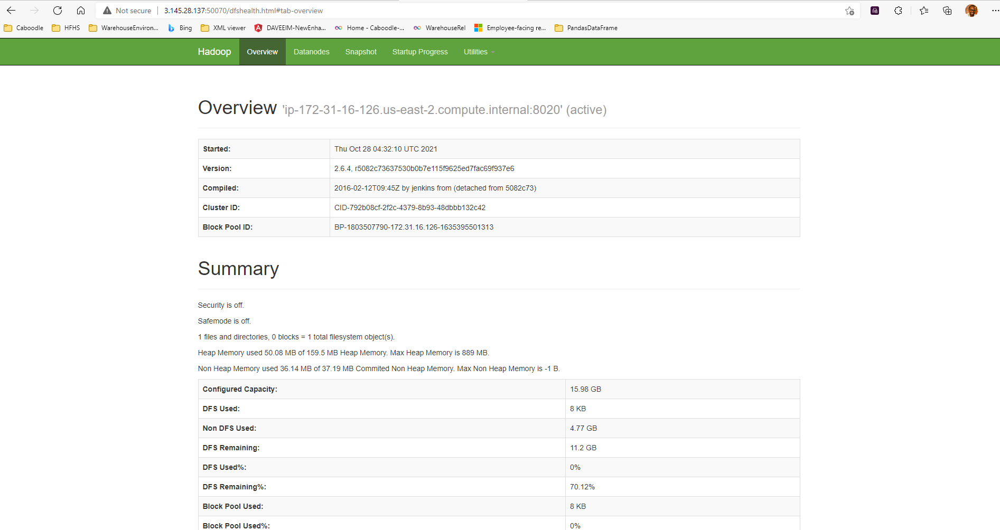 Not secure | 3.145.28.137:50070/dfshealth.html#tab-overview
Caboodle HFHS WarehouseEnviron... Bing XML viewer DAVEEIM-NewEnha... Home - Caboodle-... WarehouseRel Employee-facing re... PandasDataFrame
Hadoop Overview Datanodes Snapshot Startup Progress Utilities
Overview 'ip-172-31-16-126.us-east-2.compute.internal:8020' (active)
Started: Thu Oct 28 04:32:10 UTC 2021
Version: 2.6.4, r5082c73637530b0b7e115f9625ed7fac69f937e6
Compiled: 2016-02-12T09:45Z by jenkins from (detached from 5082c73)
Cluster ID: CID-792b08cf-2f2c-4379-8b93-48dbbb132c42
Block Pool ID: BP-1803507790-172.31.16.126-1635395501313
Summary
Security is off.
Safemode is off.
1 files and directories, 0 blocks = 1 total filesystem object(s).
Heap Memory used 50.08 MB of 159.5 MB Heap Memory. Max Heap Memory is 889 MB.
Non Heap Memory used 36.14 MB of 37.19 MB Commited Non Heap Memory. Max Non Heap Memory is -1 B.
Configured Capacity: 15.98 GB
DFS Used: 8 KB
Non DFS Used: 4.77 GB
DFS Remaining: 11.2 GB
DFS Used%: 0%
DFS Remaining%: 70.12%
Block Pool Used: 8 KB
Block Pool Used%: 0%